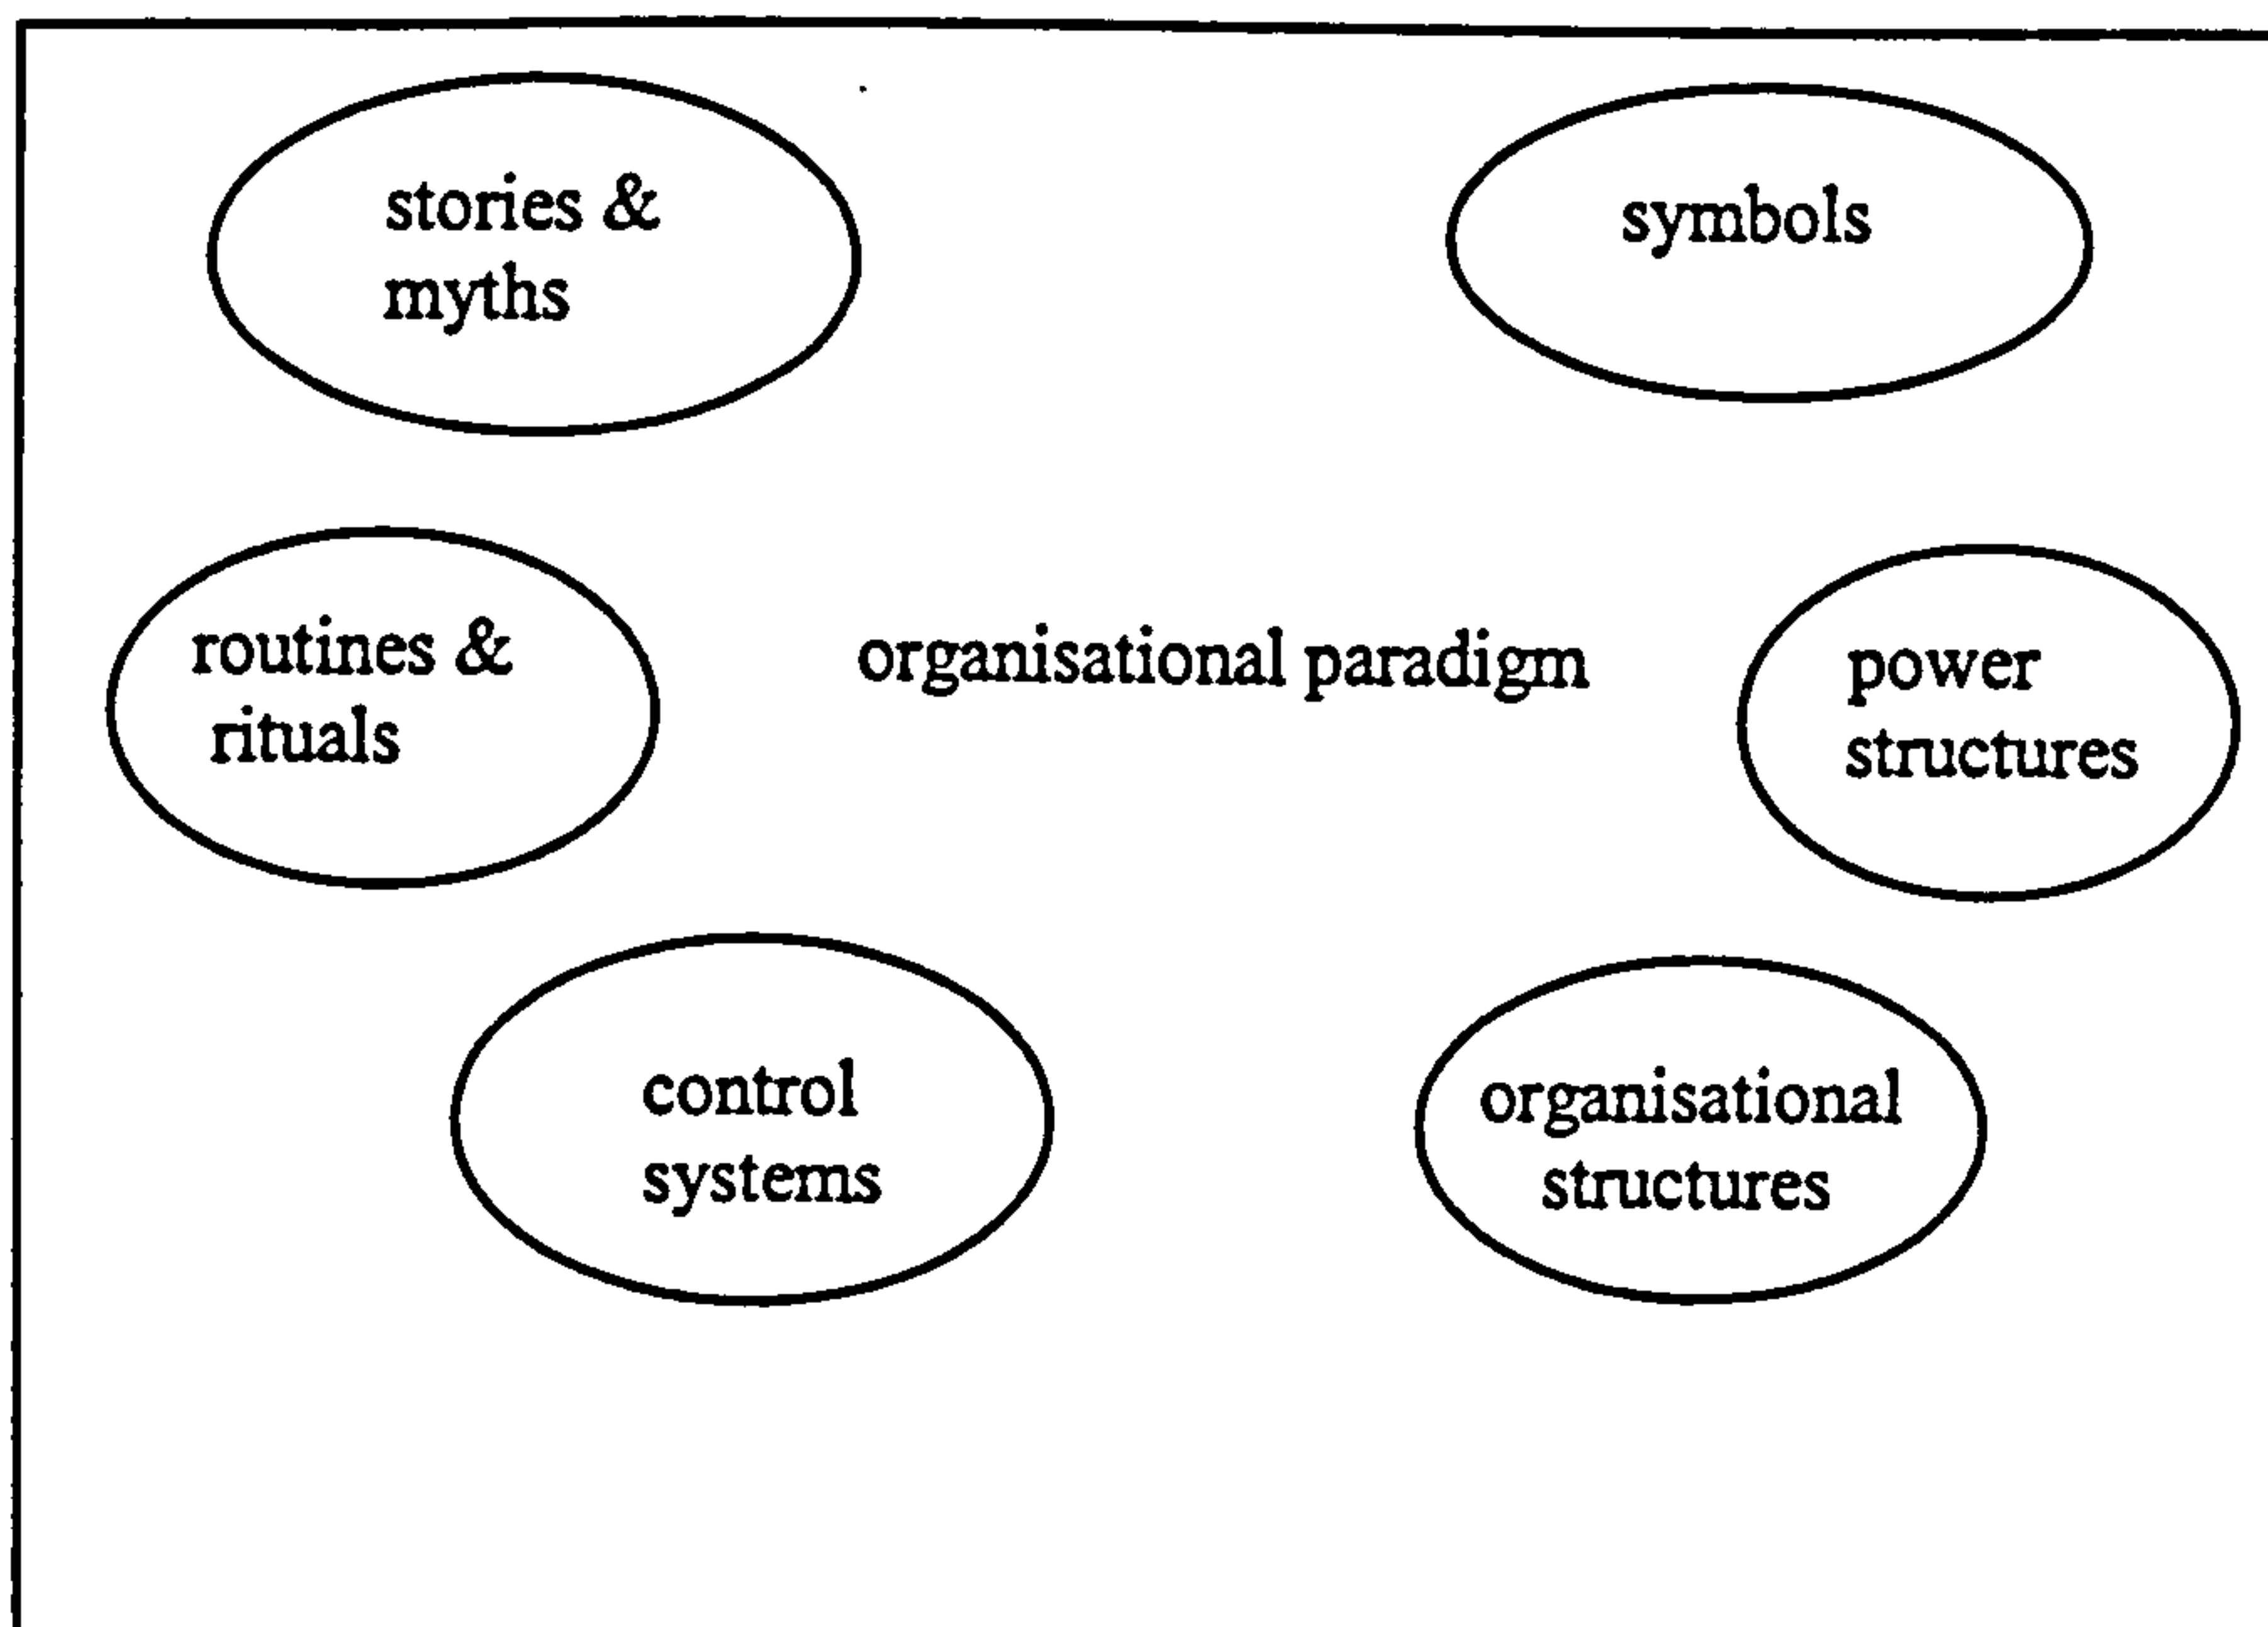 stories &
myths
symbols
routines &
rituals
organisational paradigm
power
structures
control
systems
organisational
structures